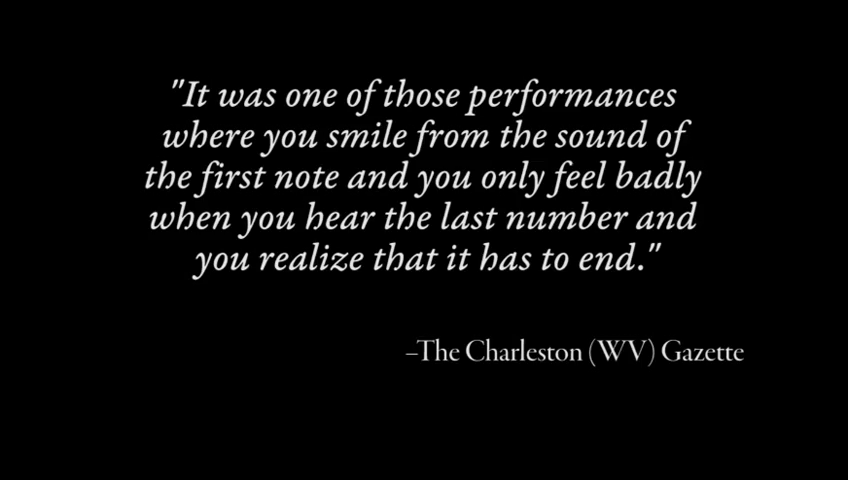 "It was one of those performances
where you smile from the sound of
the first note and you only feel badly
when you hear the last number and
you realize that it has to end."
–The Charleston (WV) Gazette